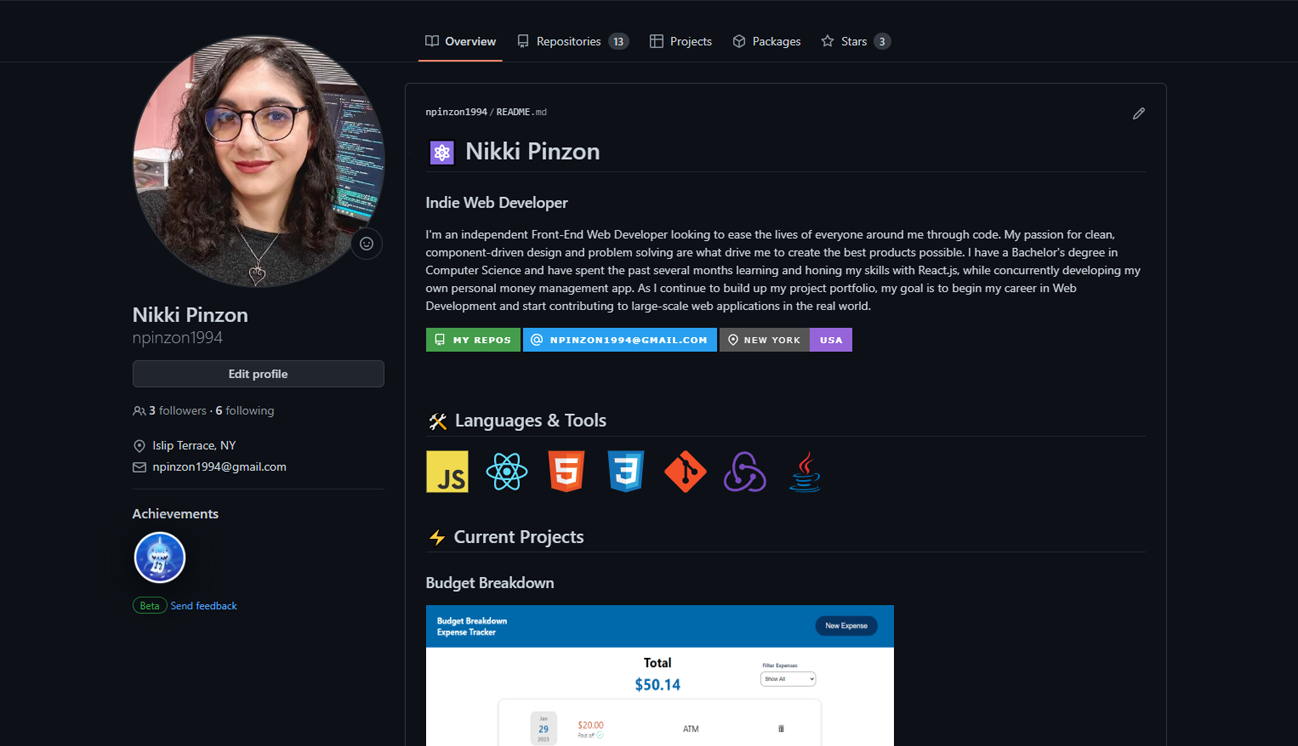 Overview Repositories 13 Projects Packages Stars 3
npinzon1994/README.md
Nikki Pinzon
Indie Web Developer
I'm an independent Front-End Web Developer looking to ease the lives of everyone around me through code. My passion for clean,
component-driven design and problem solving are what drive me to create the best products possible. I have a Bachelor's degree in
Computer Science and have spent the past several months learning and honing my skills with React.js, while concurrently developing my
own personal money management app. As I continue to build up my project portfolio, my goal is to begin my career in Web
Development and start contributing to large-scale web applications in the real world.
MY REPOS @ NPINZON1994@GMAIL.COM NEW YORK USA
Nikki Pinzon
npinzon1994
Edit profile
3 followers · 6 following
Islip Terrace, NY
npinzon1994@gmail.com
Achievements
Beta Send feedback
Languages & Tools
JS 5 3
Current Projects
Budget Breakdown
Budget Breakdown
Expense Tracker
New Expense
Total
$50.14
Filter Expenses
Show All
Jan
29
2023
$20.00
Paid off
ATM